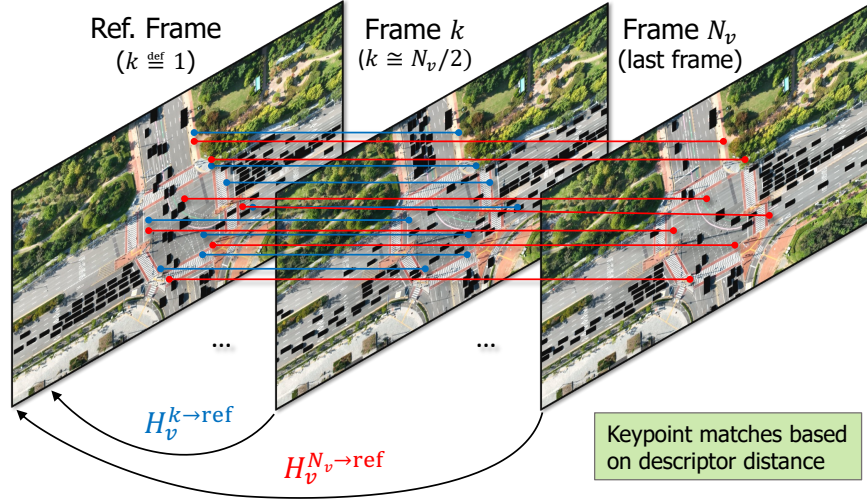 Ref. Frame
(k ≝ 1)
Frame k
(k ≅ N_v/2)
Frame N_v
(last frame)
...
...
H_v^{k→ref}
H_v^{N_v→ref}
Keypoint matches based
on descriptor distance